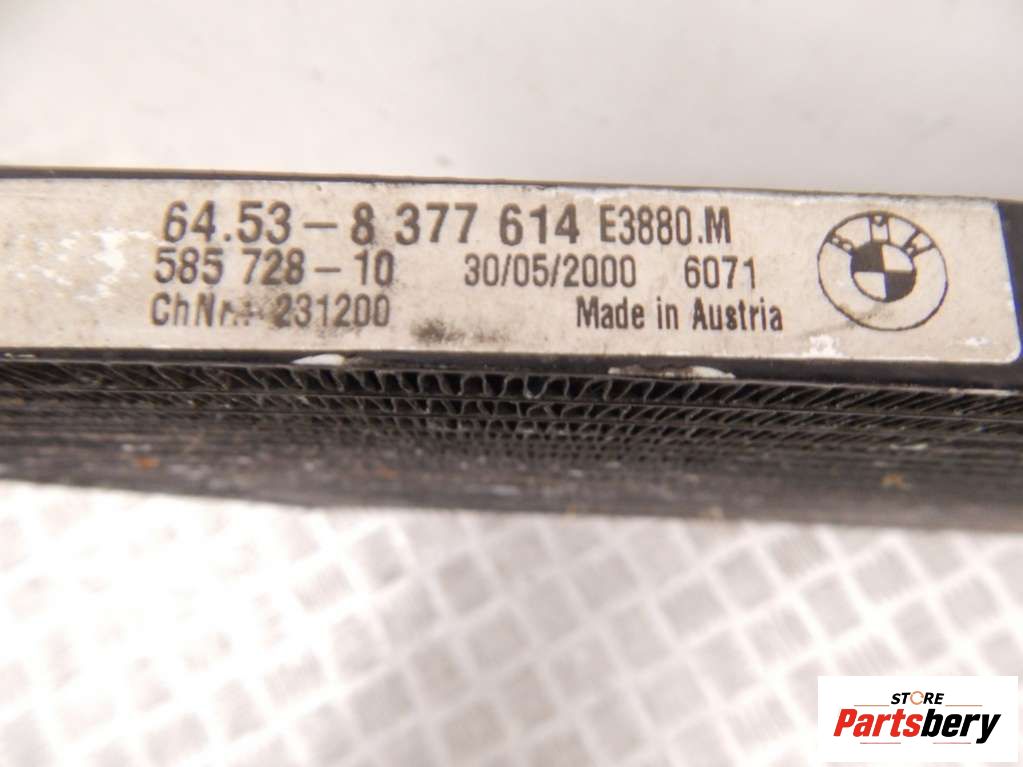 64.53-8 377 614 E3880.M
585 728-10 30/05/2000 6071
ChNr.: 231200 Made in Austria
BMW
STORE
Partsbery